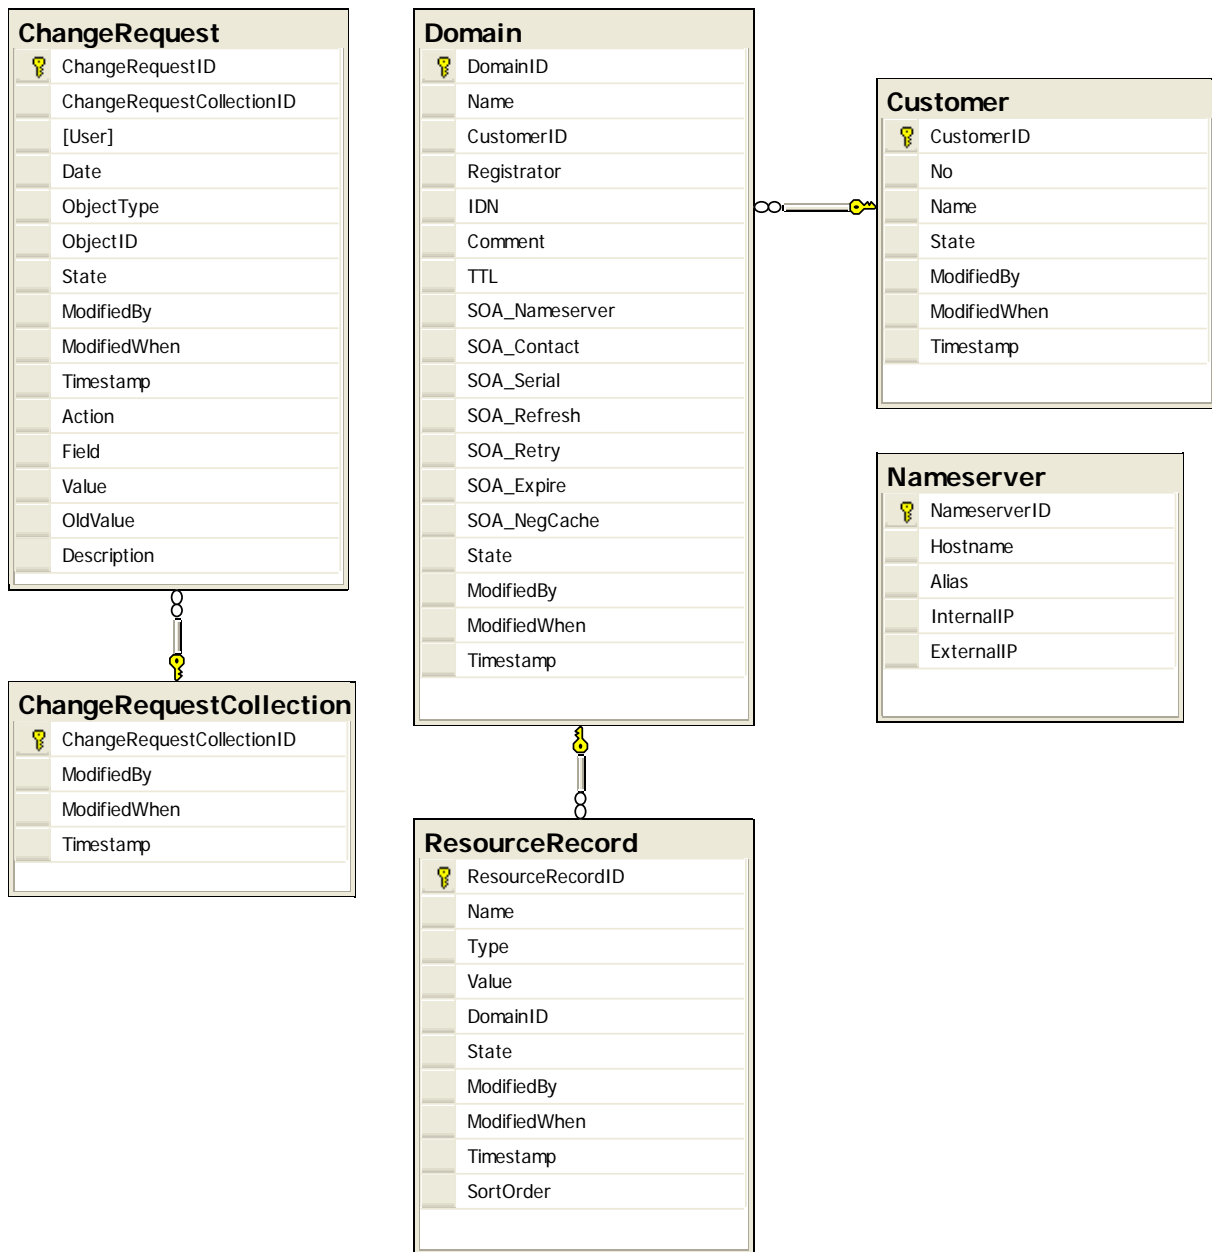 ChangeRequest
ChangeRequestID
ChangeRequestCollectionID
[User]
Date
ObjectType
ObjectID
State
ModifiedBy
ModifiedWhen
Timestamp
Action
Field
Value
OldValue
Description
ChangeRequestCollection
ChangeRequestCollectionID
ModifiedBy
ModifiedWhen
Timestamp
Domain
DomainID
Name
CustomerID
Registrator
IDN
Comment
TTL
SOA_Nameserver
SOA_Contact
SOA_Serial
SOA_Refresh
SOA_Retry
SOA_Expire
SOA_NegCache
State
ModifiedBy
ModifiedWhen
Timestamp
ResourceRecord
ResourceRecordID
Name
Type
Value
DomainID
State
ModifiedBy
ModifiedWhen
Timestamp
SortOrder
Customer
CustomerID
No
Name
State
ModifiedBy
ModifiedWhen
Timestamp
Nameserver
NameserverID
Hostname
Alias
InternalIP
ExternalIP